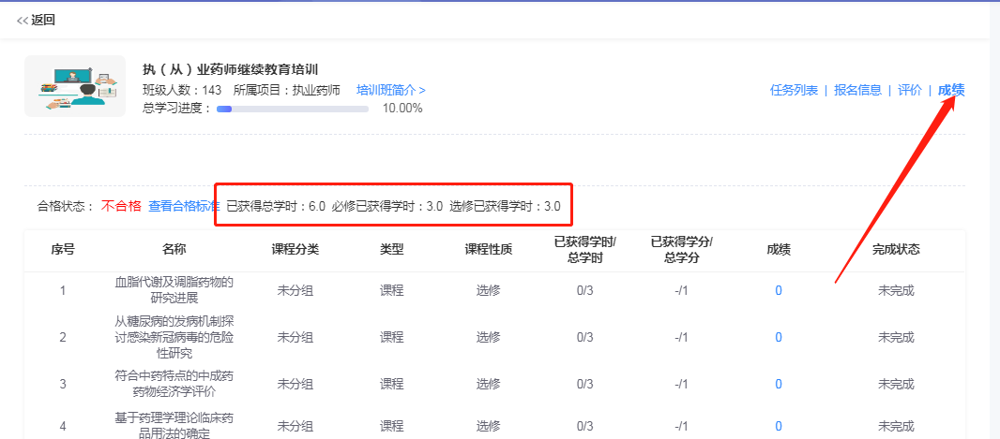 << 返回
执（从）业药师继续教育培训
班级人数：143 所属项目：执业药师 培训班简介 >
任务列表 | 报名信息 | 评价 | 成绩
总学习进度： 10.00%
合格状态： 不合格 查看合格标准 已获得总学时：6.0 必修已获得学时：3.0 选修已获得学时：3.0
序号 名称 课程分类 类型 课程性质 已获得学时/ 已获得学分/ 成绩 完成状态
总学时 总学分
血脂代谢及调脂药物的
1 未分组 课程 选修 0/3 -/1 0 未完成
研究进展
从糖尿病的发病机制探
2 讨感染新冠病毒的危险 未分组 课程 选修 0/3 -/1 0 未完成
性研究
符合中药特点的中成药
3 未分组 课程 选修 0/3 -/1 0 未完成
药物经济学评价
基于药理学理论临床药
4 未分组 课程 选修 0/3 -/1 0 未完成
品用法的确定